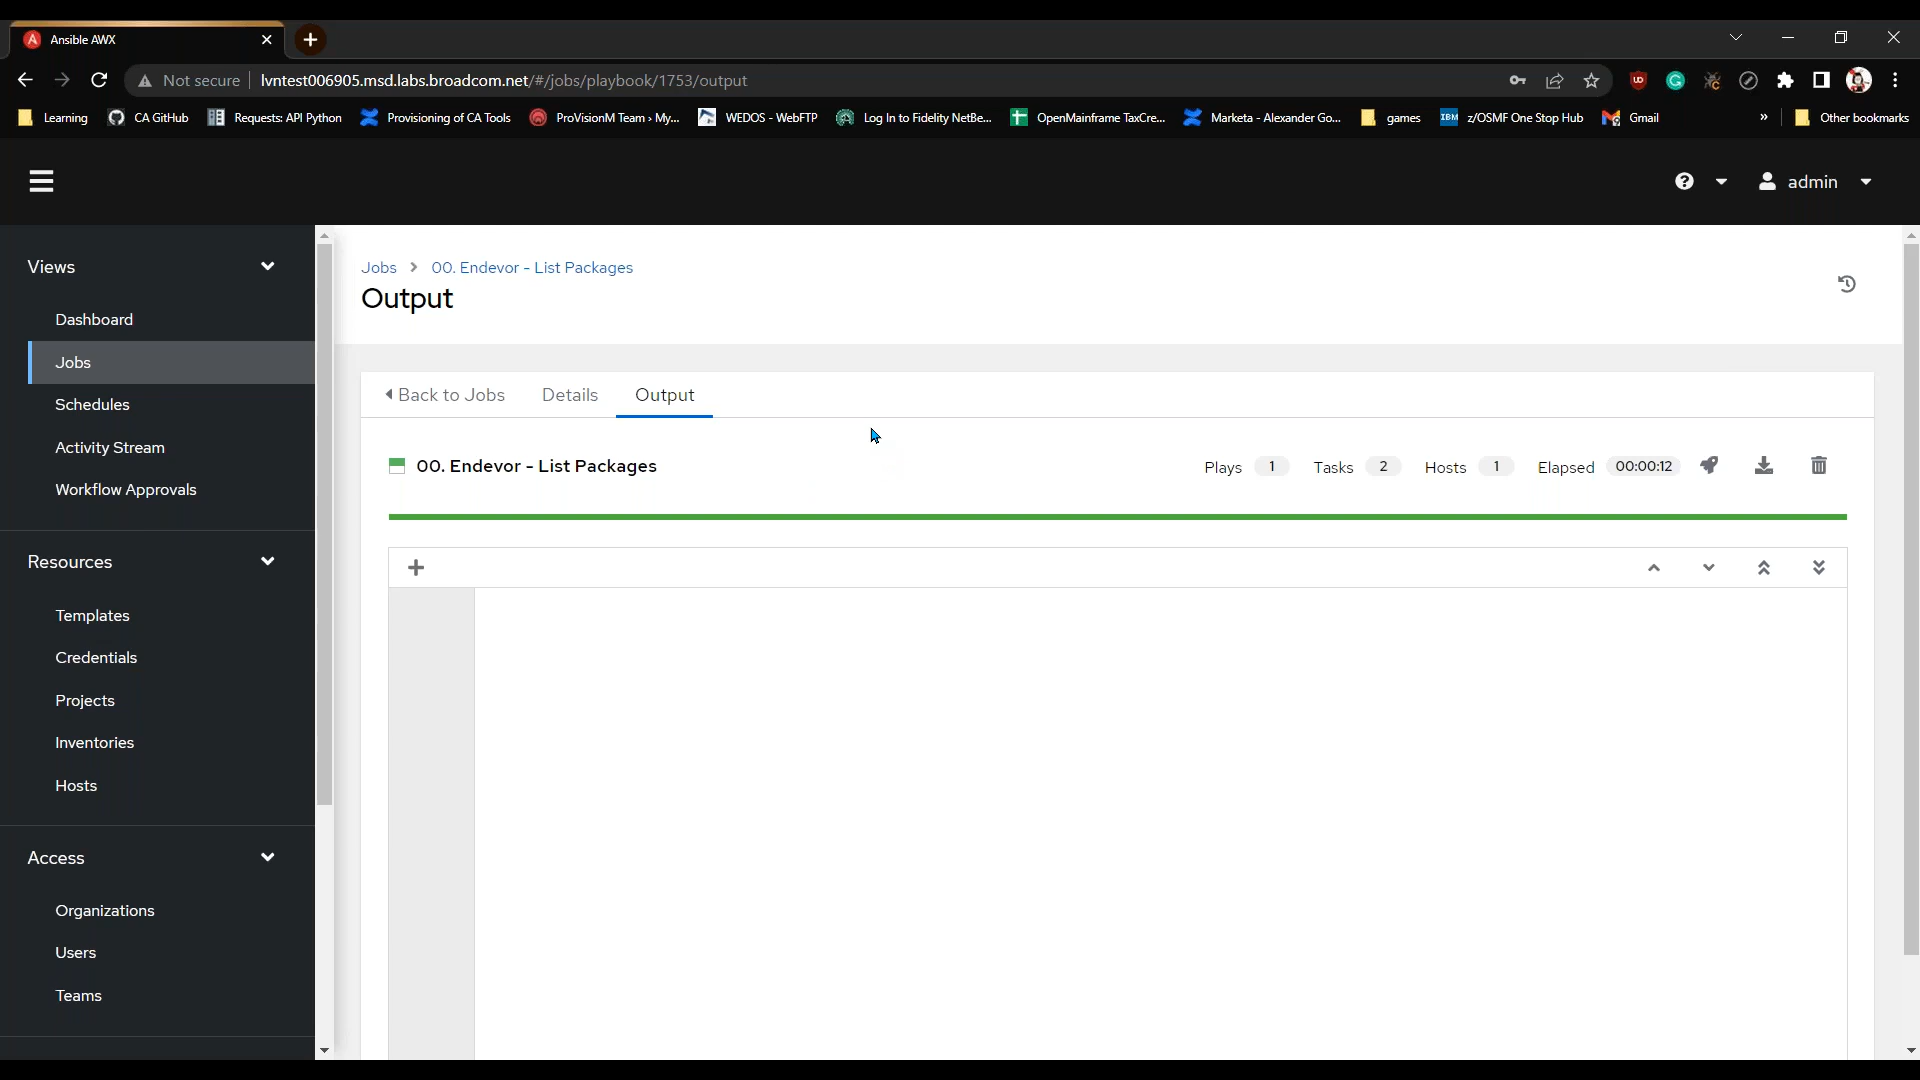 Ansible AWX
Not secure lvntest006905.msd.labs.broadcom.net/#/jobs/playbook/1753/output
Learning CA GitHub Requests: API Python Provisioning of CA Tools ProVisionM Team › My... WEDOS - WebFTP Log In to Fidelity NetBe... OpenMainframe TaxCre... Marketa - Alexander Go... games IBM z/OSMF One Stop Hub Gmail » Other bookmarks
admin
Views
Dashboard
Jobs
Schedules
Activity Stream
Workflow Approvals
Resources
Templates
Credentials
Projects
Inventories
Hosts
Access
Organizations
Users
Teams
Jobs > 00. Endevor - List Packages
Output
Back to Jobs Details Output
00. Endevor - List Packages Plays 1 Tasks 2 Hosts 1 Elapsed 00:00:12